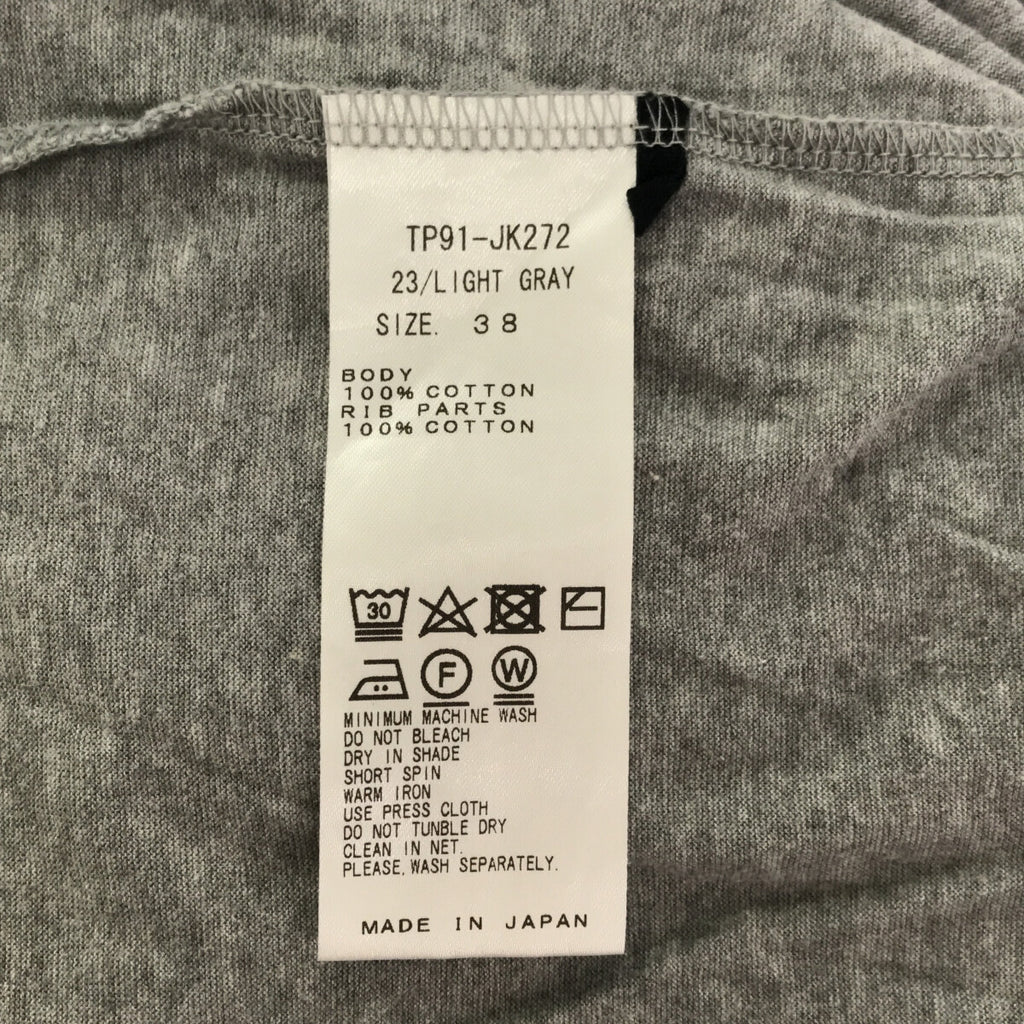 TP91-JK272
23/LIGHT GRAY
SIZE. 38
BODY
100% COTTON
RIB PARTS
100% COTTON
30
F W
MINIMUM MACHINE WASH
DO NOT BLEACH
DRY IN SHADE
SHORT SPIN
WARM IRON
USE PRESS CLOTH
DO NOT TUNBLE DRY
CLEAN IN NET.
PLEASE,WASH SEPARATELY.
MADE IN JAPAN